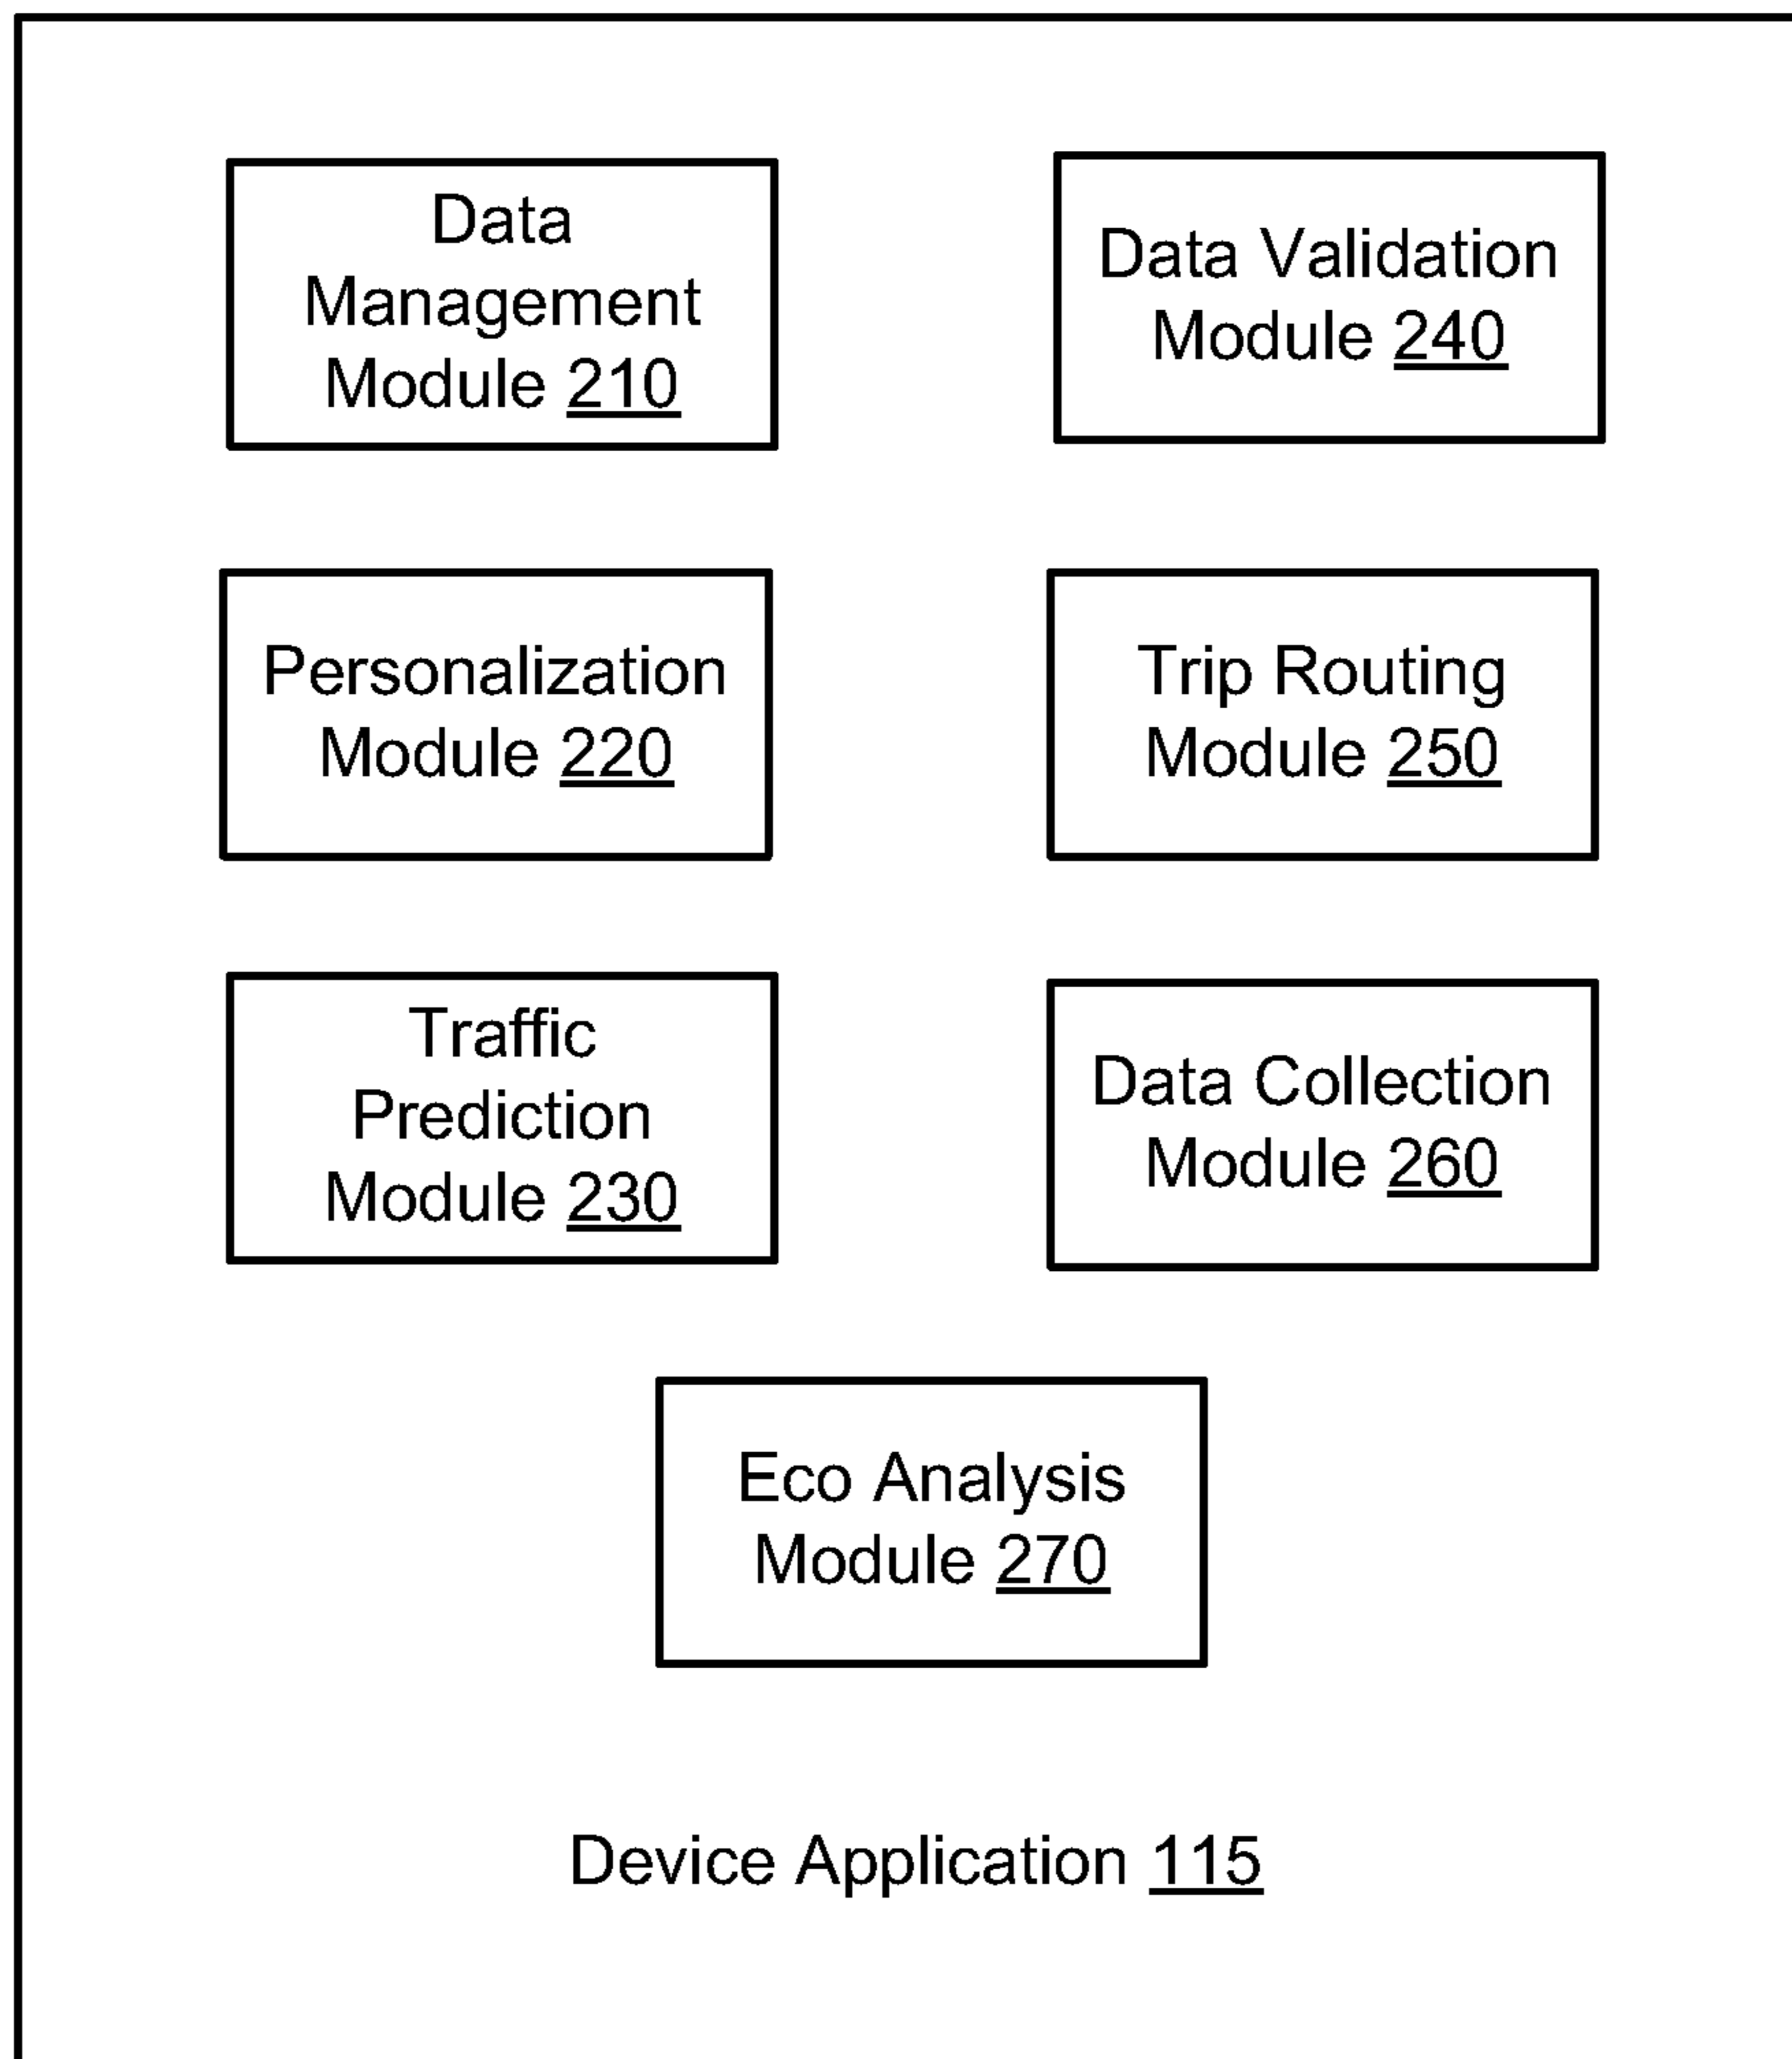 Data
Management
Module 210
Data Validation
Module 240
Personalization
Module 220
Trip Routing
Module 250
Traffic
Prediction
Module 230
Data Collection
Module 260
Eco Analysis
Module 270
Device Application 115